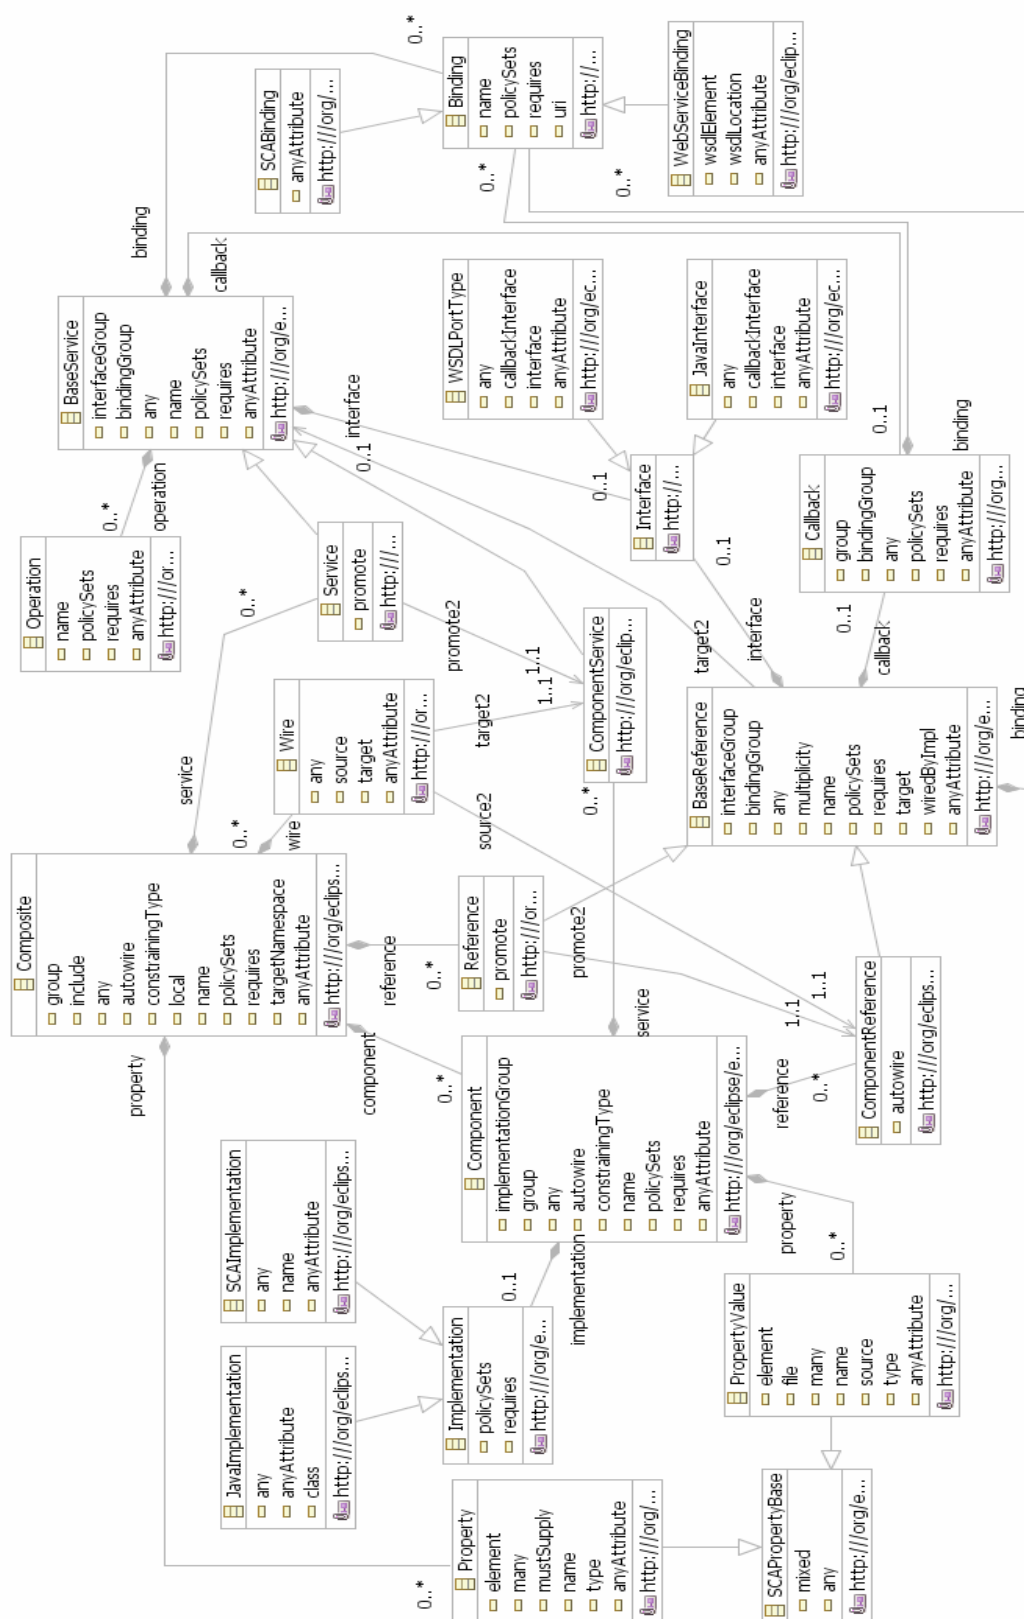 Composite
group
include
any
autowire
constrainingType
local
name
policySets
requires
targetNamespace
anyAttribute
http:///org/eclips...
property
component
0..*
reference
0..*
wire
0..*
service
0..*
Operation
name
policySets
requires
anyAttribute
http:///or...
0..*
operation
BaseService
interfaceGroup
bindingGroup
any
name
policySets
requires
anyAttribute
http:///org/e...
binding
callback
interface
0..1
0..1
SCABinding
anyAttribute
http:///org/...
Binding
name
policySets
requires
uri
http://...
0..*
0..*
0..*
WebServiceBinding
wsdlElement
wsdlLocation
anyAttribute
http:///org/eclip...
JavaImplementation
any
anyAttribute
class
http:///org/eclips...
SCAImplementation
any
name
anyAttribute
http:///org/eclips...
Wire
any
source
target
anyAttribute
http:///or...
source2
target2
1..1
Service
promote
http:///...
promote2
1..1
Implementation
policySets
requires
http:///org/e...
0..1
implementation
Property
element
many
mustSupply
name
type
anyAttribute
http:///org/...
0..*
Component
implementationGroup
group
any
autowire
constrainingType
name
policySets
requires
anyAttribute
http:///org/eclipse/e...
service
0..*
reference
0..*
property
0..*
Reference
promote
http:///or...
promote2
1..1
1..1
ComponentService
http:///org/eclip...
WSDLPortType
any
callbackInterface
interface
anyAttribute
http:///org/ec...
Interface
http://...
0..1
JavaInterface
any
callbackInterface
interface
anyAttribute
http:///org/ec...
BaseReference
interfaceGroup
bindingGroup
any
multiplicity
name
policySets
requires
target
wiredByImpl
anyAttribute
http:///org/e...
target2
interface
callback
0..1
binding
Callback
group
bindingGroup
any
policySets
requires
anyAttribute
http:///org...
0..1
binding
PropertyValue
element
file
many
name
source
type
anyAttribute
http:///org/...
SCAPropertyBase
mixed
any
http:///org/e...
ComponentReference
autowire
http:///org/eclips...